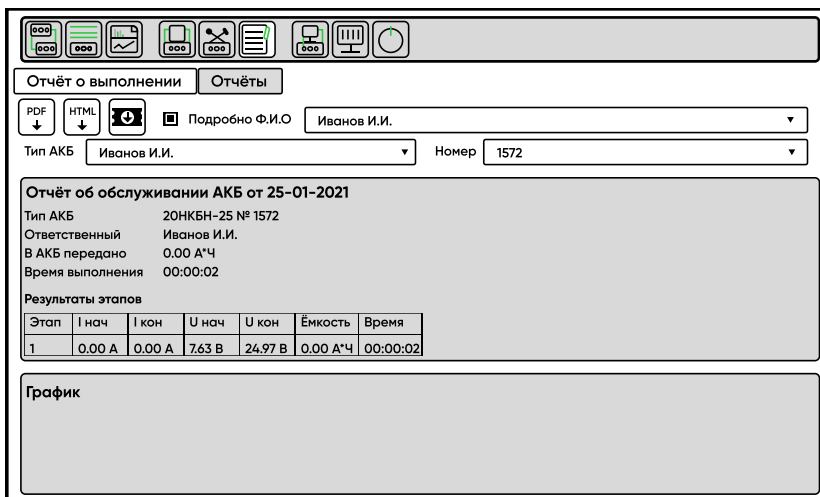 Отчёт о выполнении Отчёты
PDF HTML Подробно Ф.И.О Иванов И.И.
Тип АКБ Иванов И.И. Номер 1572
Отчёт об обслуживании АКБ от 25-01-2021
Тип АКБ 20НКБН-25 № 1572
Ответственный Иванов И.И.
В АКБ передано 0.00 А*Ч
Время выполнения 00:00:02
Результаты этапов
Этап I нач I кон U нач U кон Ёмкость Время
1 0.00 А 0.00 А 7.63 В 24.97 В 0.00 А*Ч 00:00:02
График